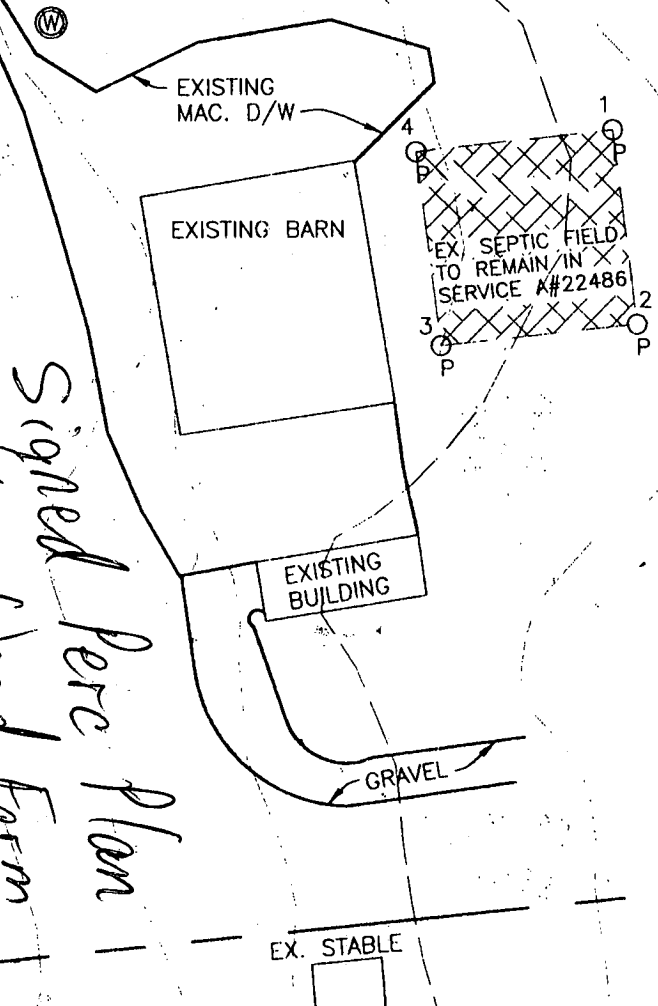 W
EXISTING
MAC. D/W
4
1
P
P
EXISTING BARN
EX. SEPTIC FIELD
TO REMAIN IN
SERVICE A#22486
3
2
P
P
EXISTING
BUILDING
GRAVEL
EX. STABLE
Signed Perc Plan
Farm